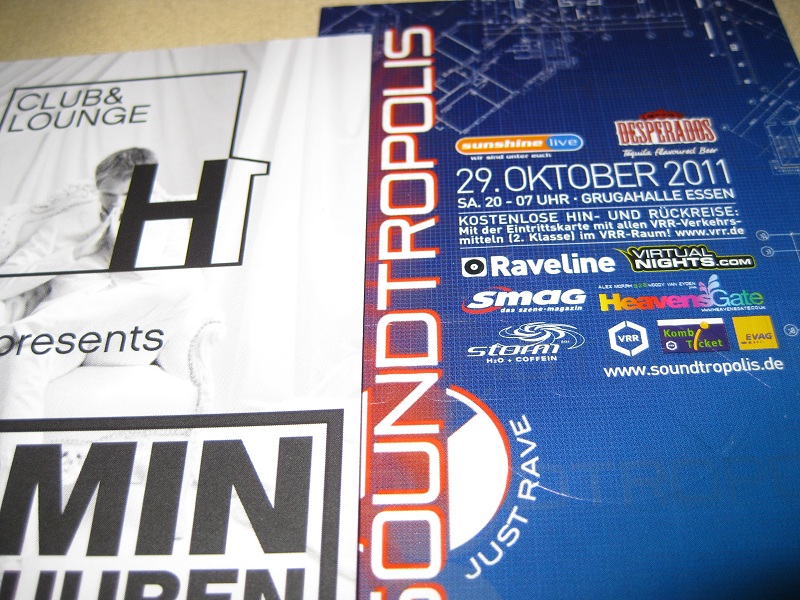 CLUB&
LOUNGE
H
presents
MIN
SOUNDTROPOLIS
sunshine live
wir sind unter euch
DESPERADOS
Tequila Flavoured Beer
29. OKTOBER 2011
SA. 20 - 07 UHR - GRUGAHALLE ESSEN
KOSTENLOSE HIN- UND RÜCKREISE:
Mit der Eintrittskarte mit allen VRR-Verkehrs-
mitteln (2. Klasse) im VRR-Raum! www.vrr.de
Raveline
VIRTUAL
NIGHTS.COM
smag
das szene-magazin
HeavensGate
storm
H2O + COFFEIN
VRR
Kombi
Ticket
EVAG
www.soundtropolis.de
JUST RAVE